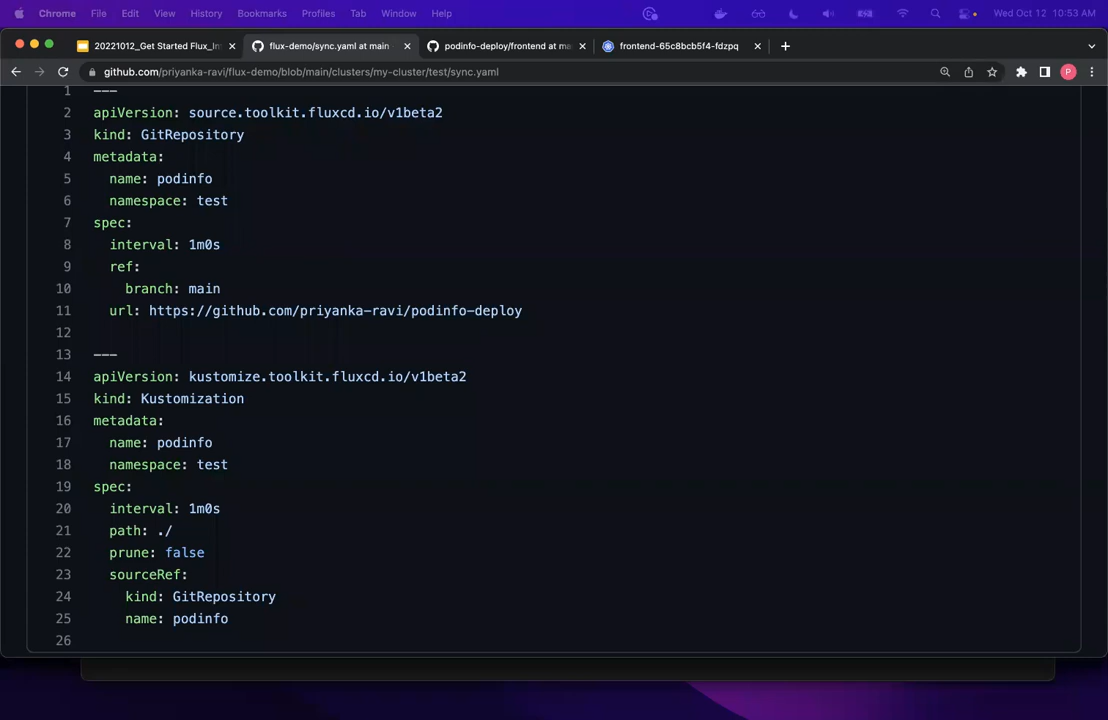 Chrome File Edit View History Bookmarks Profiles Tab Window Help Wed Oct 12 10:53 AM
20221012_Get Started Flux_In flux-demo/sync.yaml at main podinfo-deploy/frontend at ma frontend-65c8bcb5f4-fdzpq
github.com/priyanka-ravi/flux-demo/blob/main/clusters/my-cluster/test/sync.yaml P
1 ---
2 apiVersion: source.toolkit.fluxcd.io/v1beta2
3 kind: GitRepository
4 metadata:
5 name: podinfo
6 namespace: test
7 spec:
8 interval: 1m0s
9 ref:
10 branch: main
11 url: https://github.com/priyanka-ravi/podinfo-deploy
12
13 ---
14 apiVersion: kustomize.toolkit.fluxcd.io/v1beta2
15 kind: Kustomization
16 metadata:
17 name: podinfo
18 namespace: test
19 spec:
20 interval: 1m0s
21 path: ./
22 prune: false
23 sourceRef:
24 kind: GitRepository
25 name: podinfo
26